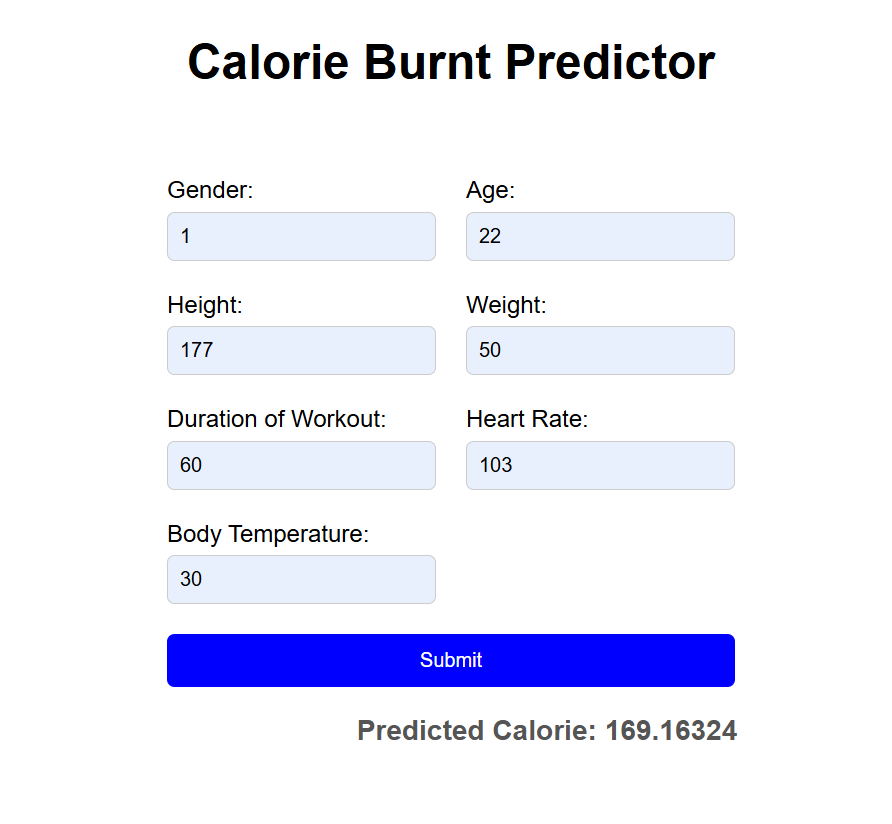 Calorie Burnt Predictor
Gender: Age:
1 22
Height: Weight:
177 50
Duration of Workout: Heart Rate:
60 103
Body Temperature:
30
Submit
Predicted Calorie: 169.16324